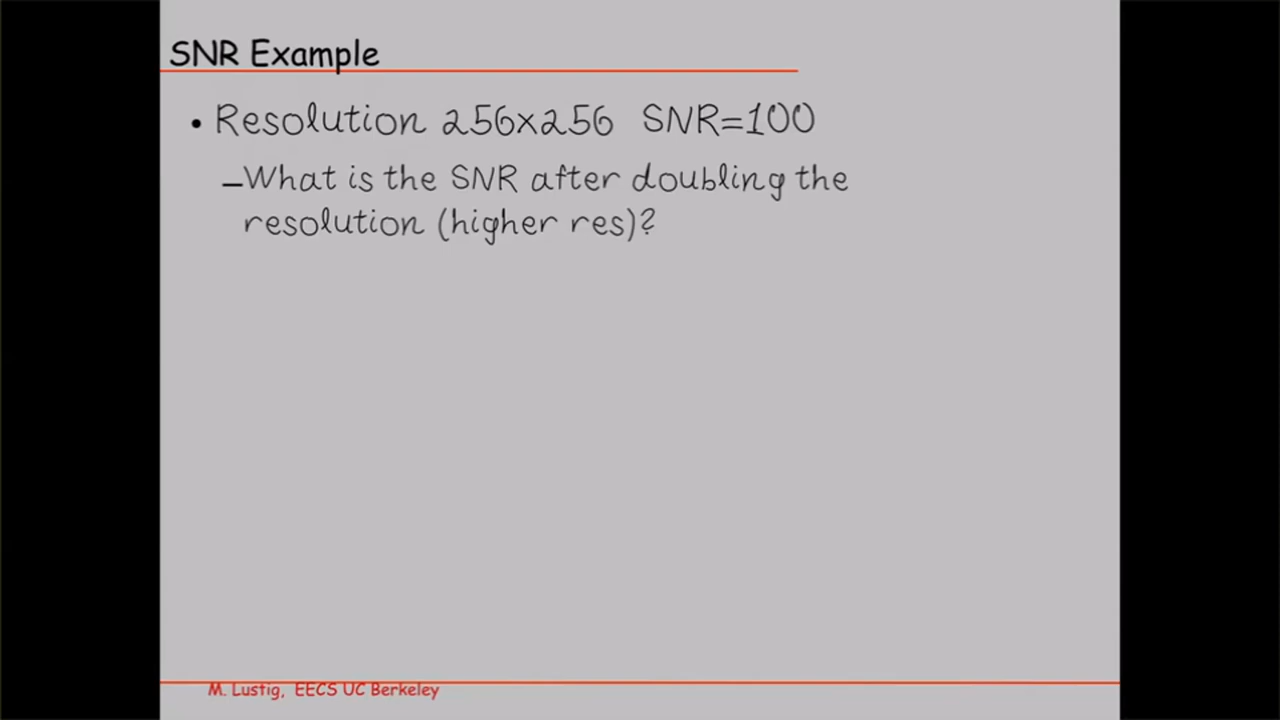 SNR Example
• Resolution 256x256 SNR=100
–What is the SNR after doubling the
resolution (higher res)?
M. Lustig, EECS UC Berkeley